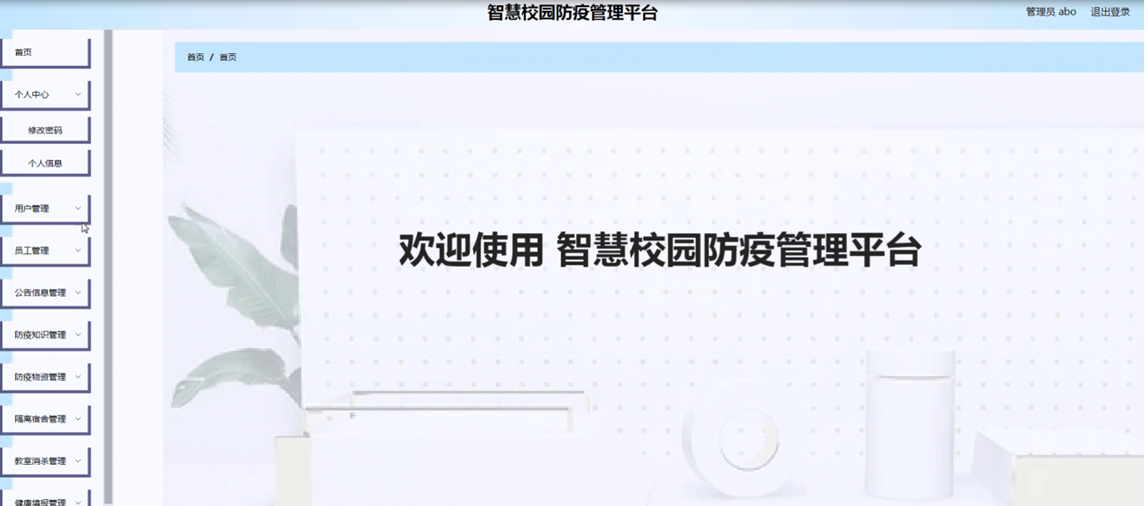 智慧校园防疫管理平台
管理员 abo 退出登录
首页
个人中心
修改密码
个人信息
用户管理
员工管理
公告信息管理
防疫知识管理
防疫物资管理
隔离宿舍管理
教室消杀管理
健康填报管理
首页 / 首页
欢迎使用 智慧校园防疫管理平台